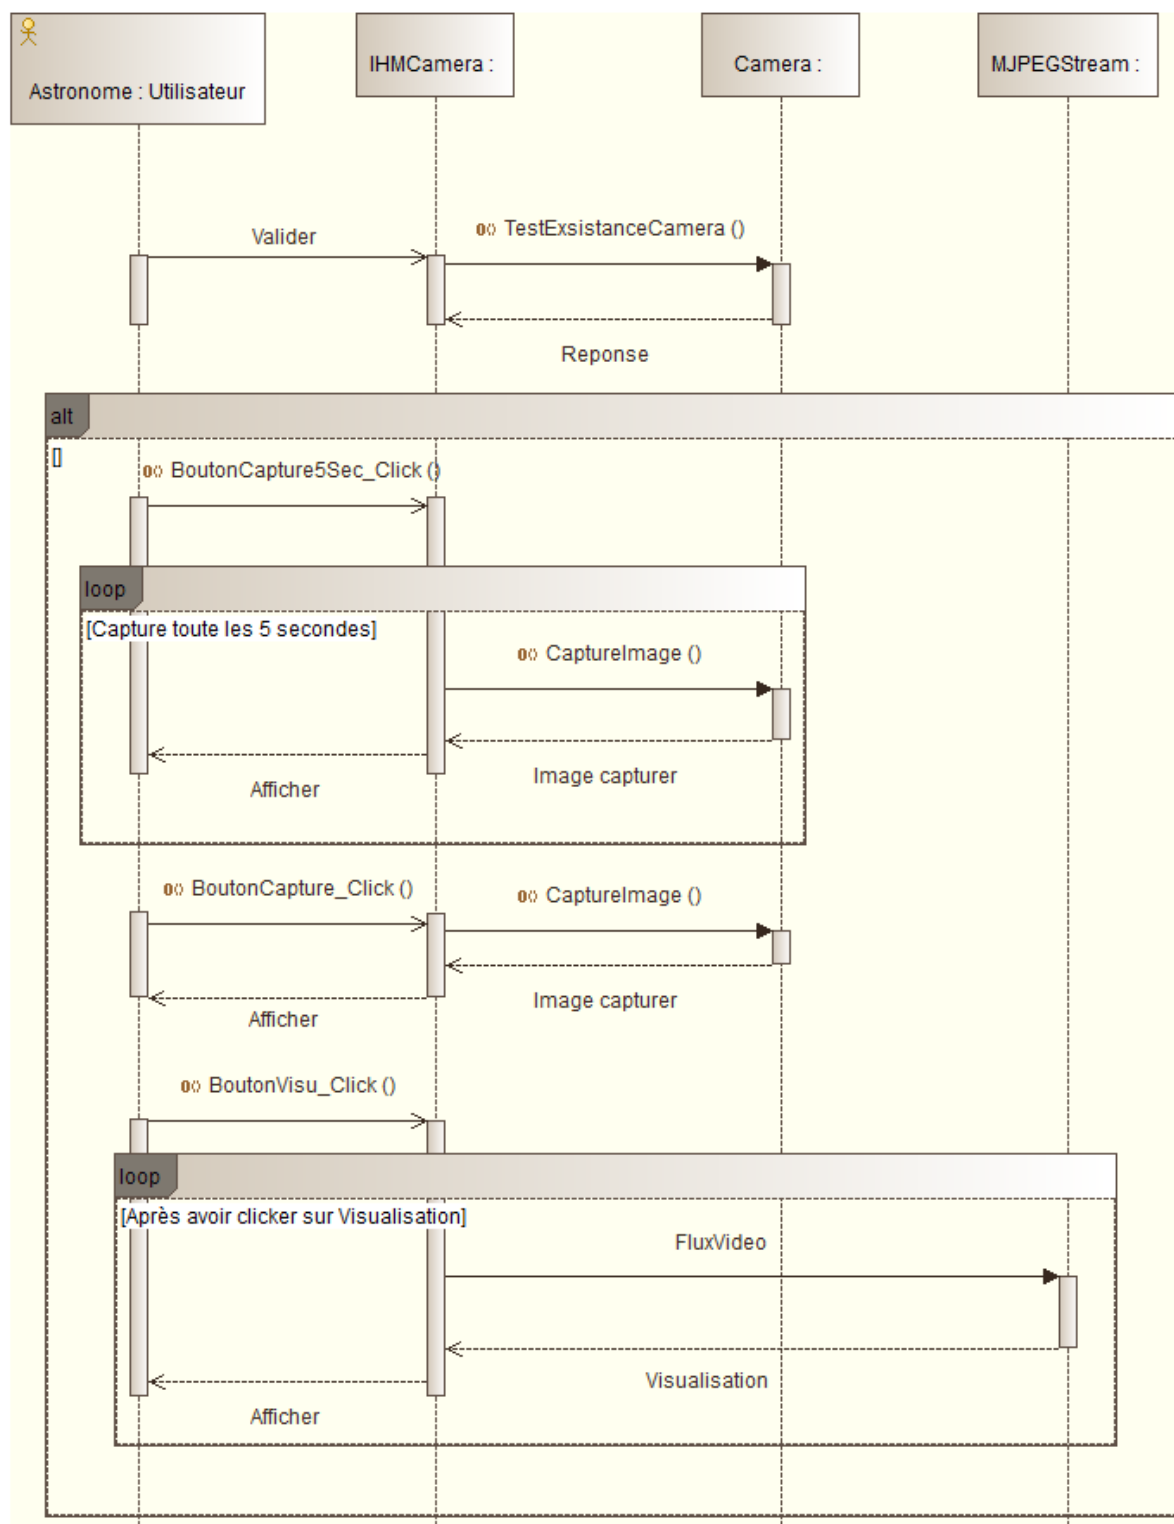 Astronome : Utilisateur
IHMCamera :
Camera :
MJPEGStream :
Valider
TestExsistanceCamera ()
Reponse
alt
[]
BoutonCapture5Sec_Click ()
loop
[Capture toute les 5 secondes]
CaptureImage ()
Image capturer
Afficher
BoutonCapture_Click ()
CaptureImage ()
Image capturer
Afficher
BoutonVisu_Click ()
loop
[Après avoir clicker sur Visualisation]
FluxVideo
Visualisation
Afficher